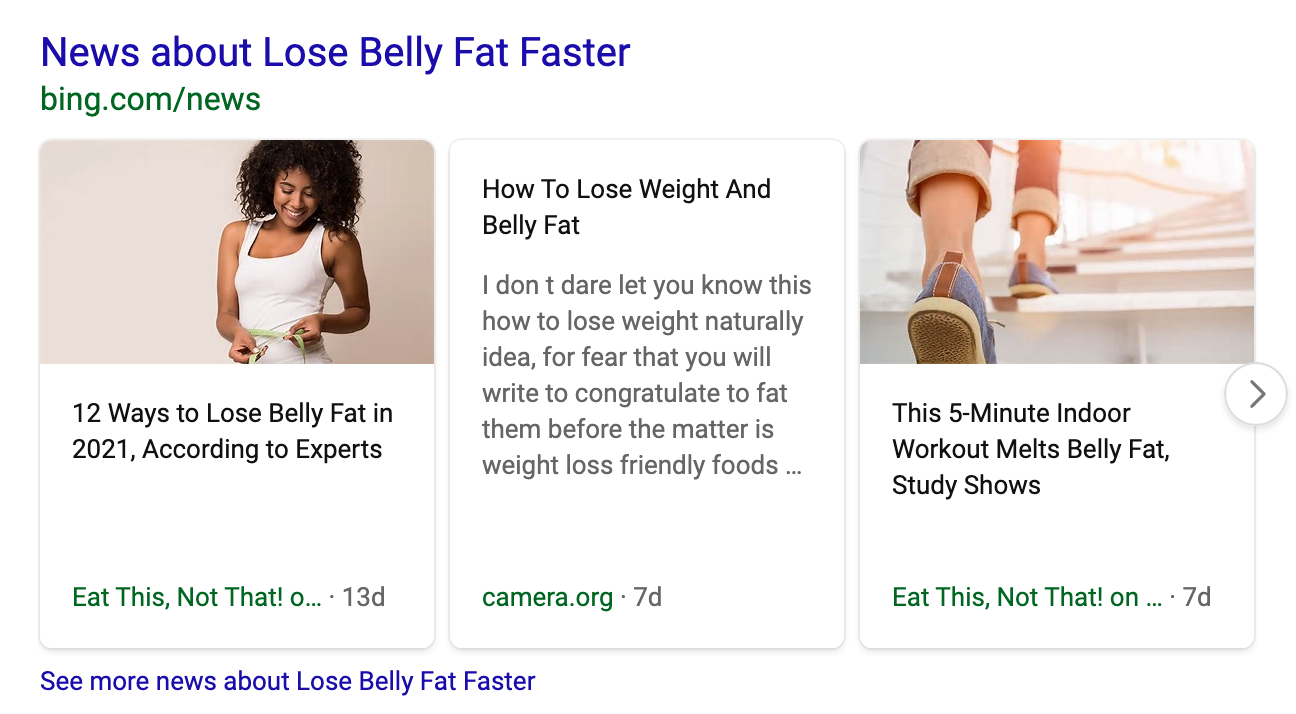 News about Lose Belly Fat Faster
bing.com/news
12 Ways to Lose Belly Fat in
2021, According to Experts
Eat This, Not That! o... · 13d
How To Lose Weight And
Belly Fat
I don t dare let you know this
how to lose weight naturally
idea, for fear that you will
write to congratulate to fat
them before the matter is
weight loss friendly foods ...
camera.org · 7d
This 5-Minute Indoor
Workout Melts Belly Fat,
Study Shows
Eat This, Not That! on ... · 7d
See more news about Lose Belly Fat Faster